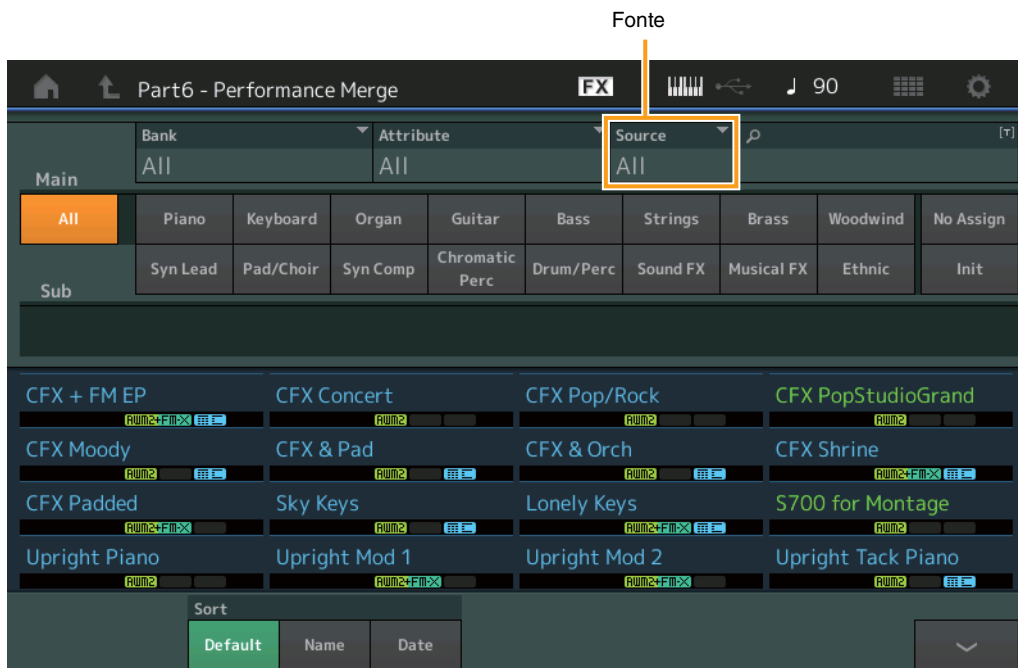 Fonte
Part6 - Performance Merge FX 90
Bank Attribute Source [T]
Main All All All
All Piano Keyboard Organ Guitar Bass Strings Brass Woodwind No Assign
Sub Syn Lead Pad/Choir Syn Comp Chromatic Perc Drum/Perc Sound FX Musical FX Ethnic Init
CFX + FM EP CFX Concert CFX Pop/Rock CFX PopStudioGrand
AWM2+FM-X AWM2 AWM2 AWM2
CFX Moody CFX & Pad CFX & Orch CFX Shrine
AWM2 AWM2 AWM2 AWM2+FM-X
CFX Padded Sky Keys Lonely Keys S700 for Montage
AWM2+FM-X AWM2 AWM2+FM-X AWM2
Upright Piano Upright Mod 1 Upright Mod 2 Upright Tack Piano
AWM2 AWM2+FM-X AWM2+FM-X AWM2
Sort
Default Name Date